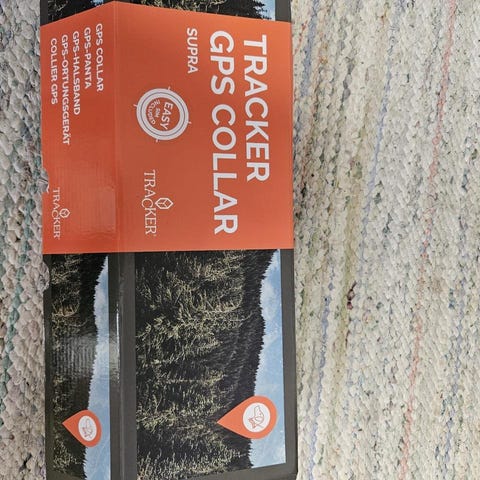 TRACKER
GPS COLLAR
SUPRA
EASY
TRACKER
GPS COLLAR
GPS-PANTA
GPS-HALSBAND
GPS-ORTUNGSGERÄT
COLLIER GPS
TRACKER